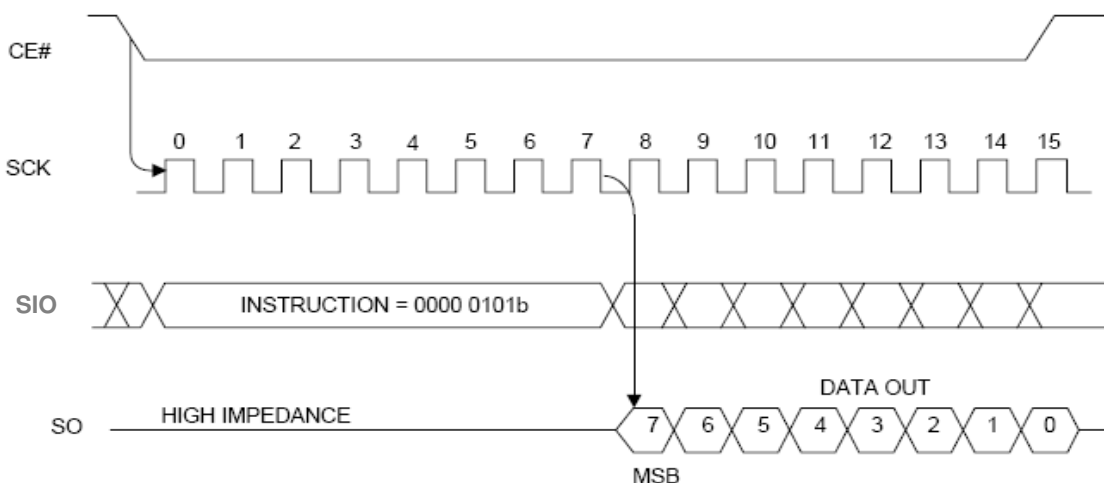 CE#
0 1 2 3 4 5 6 7 8 9 10 11 12 13 14 15
SCK
SIO INSTRUCTION = 0000 0101b
DATA OUT
HIGH IMPEDANCE
SO 7 6 5 4 3 2 1 0
MSB